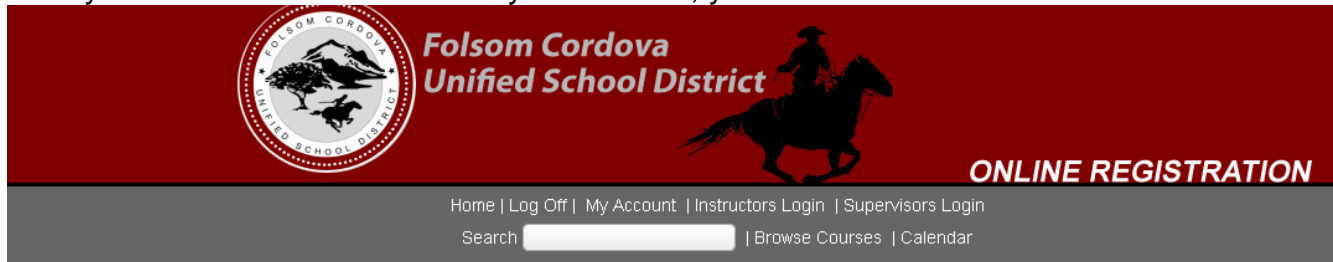 FOLSOM CORDOVA
UNIFIED SCHOOL DISTRICT
Folsom Cordova
Unified School District
ONLINE REGISTRATION
Home | Log Off | My Account | Instructors Login | Supervisors Login
Search | Browse Courses | Calendar